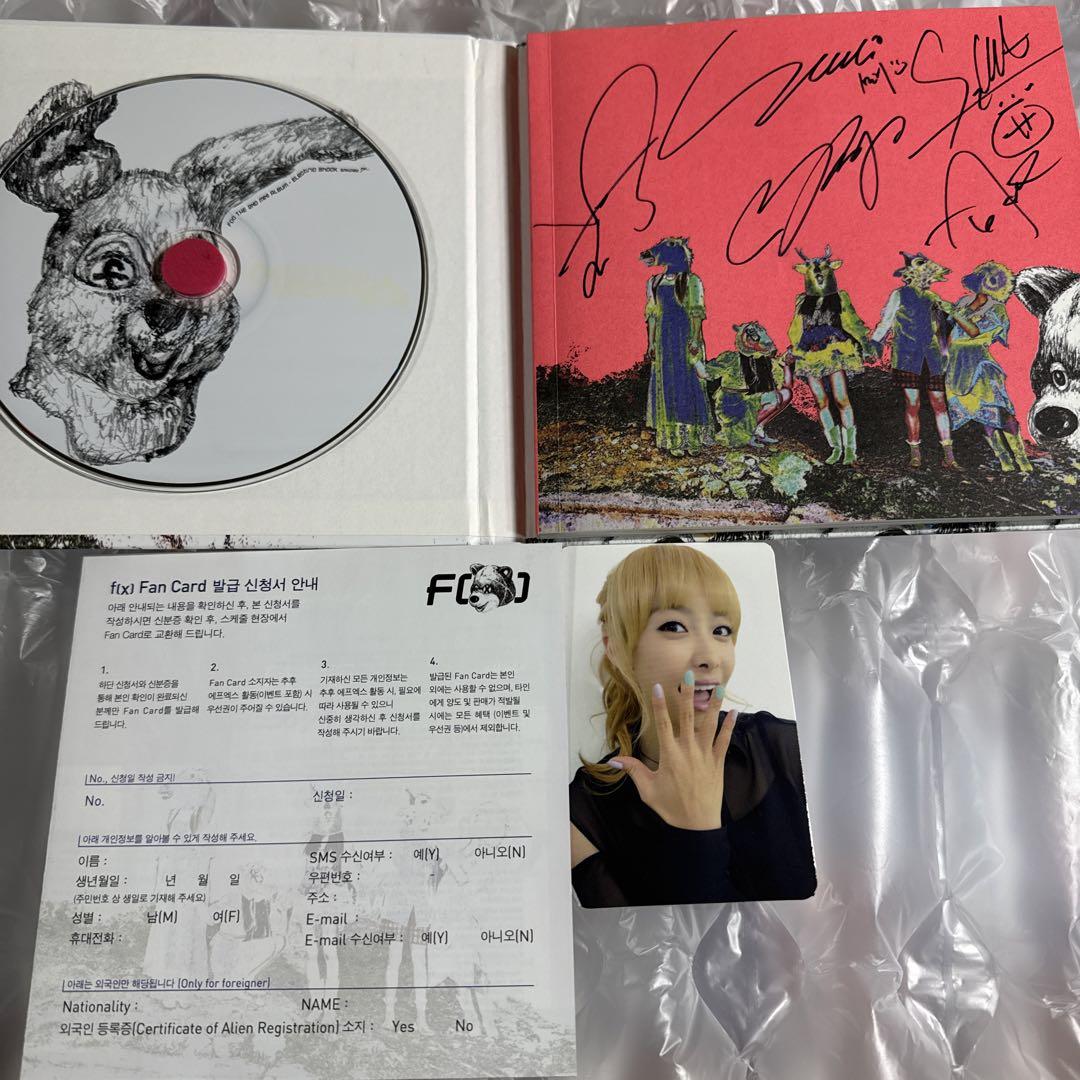 F(X) THE 2ND MINI ALBUM - ELECTRIC SHOCK
f(x) Fan Card 발급 신청서 안내
아래 안내되는 내용을 확인하신 후, 본 신청서를
작성하시면 신분증 확인 후, 스케줄 현장에서
Fan Card로 교환해 드립니다.
1.
하단 신청서와 신분증을
통해 본인 확인이 완료되신
분께만 Fan Card를 발급해
드립니다.
2.
Fan Card 소지자는 추후
에프엑스 활동(이벤트 포함) 시
우선권이 주어질 수 있습니다.
3.
기재하신 모든 개인정보는
추후 에프엑스 활동 시, 필요에
따라 사용될 수 있으니
신중히 생각하신 후 신청서를
작성해 주시기 바랍니다.
4.
발급된 Fan Card는 본인
외에는 사용할 수 없으며, 타인
에게 양도 및 판매가 적발될
시에는 모든 혜택 (이벤트 및
우선권 등)에서 제외합니다.
No., 신청일 작성 금지!
No. 신청일 :
아래 개인정보를 알아볼 수 있게 작성해 주세요.
이름 : SMS 수신여부 : 예(Y) 아니오(N)
생년월일 : 년 월 일 우편번호 : -
(주민번호 상 생일로 기재해 주세요) 주소 :
성별 : 남(M) 여(F) E-mail :
휴대전화 : E-mail 수신여부 : 예(Y) 아니오(N)
아래는 외국인만 해당됩니다 (Only for foreigner)
Nationality : NAME :
외국인 등록증(Certificate of Alien Registration) 소지 : Yes No